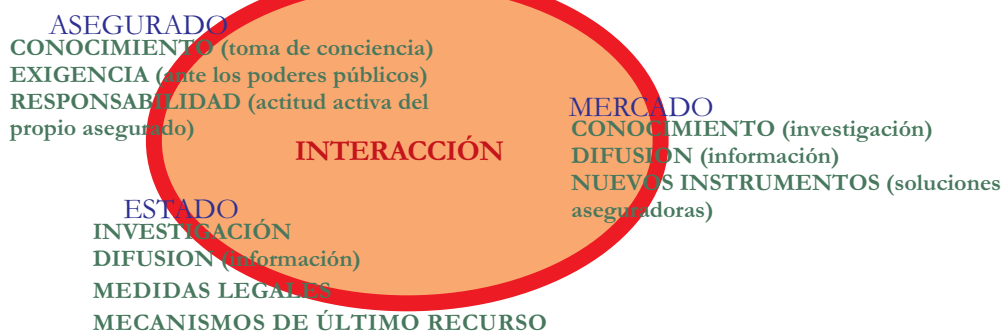 ASEGURADO
CONOCIMIENTO (toma de conciencia)
EXIGENCIA (ante los poderes públicos)
RESPONSABILIDAD (actitud activa del
propio asegurado)
INTERACCIÓN
MERCADO
CONOCIMIENTO (investigación)
DIFUSION (información)
NUEVOS INSTRUMENTOS (soluciones
aseguradoras)
ESTADO
INVESTIGACIÓN
DIFUSION (información)
MEDIDAS LEGALES
MECANISMOS DE ÚLTIMO RECURSO